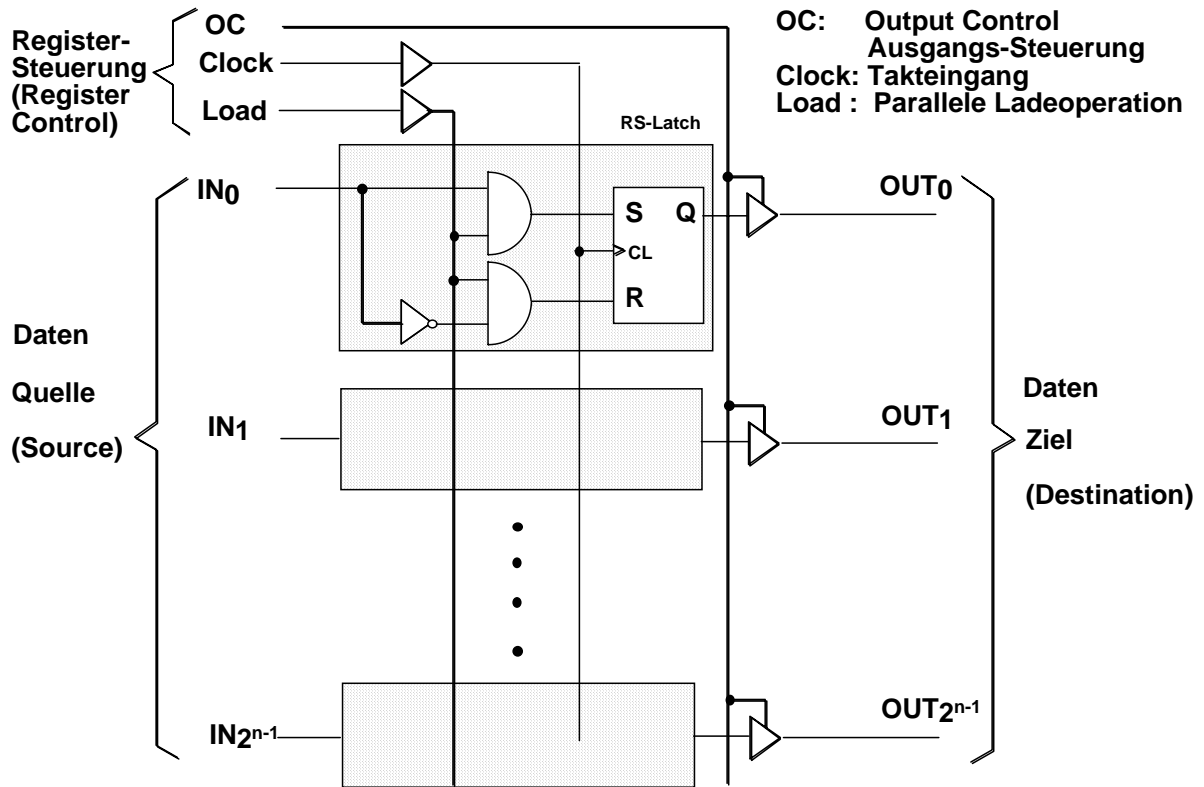 Register-
Steuerung
(Register
Control)
OC
Clock
Load
OC: Output Control
Ausgangs-Steuerung
Clock: Takteingang
Load : Parallele Ladeoperation
RS-Latch
IN0
S Q
CL
R
OUT0
Daten
Quelle
(Source)
IN1
OUT1
Daten
Ziel
(Destination)
IN2n-1
OUT2n-1